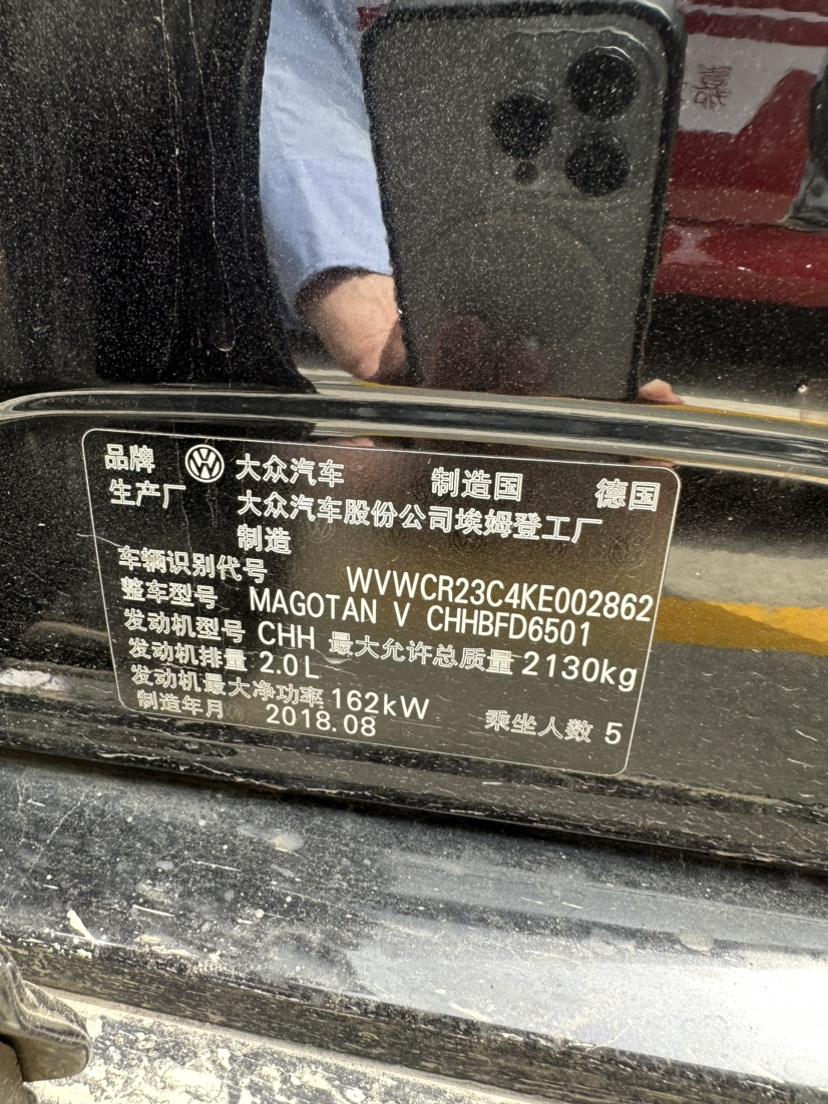 品牌 大众汽车 制造国 德国
生产厂 大众汽车股份公司埃姆登工厂
制造
车辆识别代号 WVWCR23C4KE002862
整车型号 MAGOTAN V CHHBFD6501
发动机型号 CHH 最大允许总质量 2130kg
发动机排量 2.0L
发动机最大净功率 162kW 乘坐人数 5
制造年月 2018.08